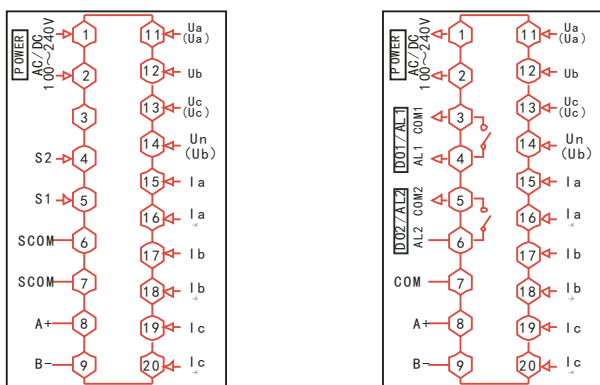 POWER
AC/DC
100～240V
1
2
3
S2 4
S1 5
SCOM 6
SCOM 7
A+ 8
B- 9
11 Ua
(Ua)
12 Ub
13 Uc
(Uc)
14 Un
(Ub)
15 Ia
16 Ia
*
17 Ib
18 Ib
*
19 Ic
20 Ic
*
POWER
AC/DC
100～240V
1
2
DO1/AL1
AL1 COM1
3
4
DO2/AL2
AL2 COM2
5
6
COM 7
A+ 8
B- 9
11 Ua
(Ua)
12 Ub
13 Uc
(Uc)
14 Un
(Ub)
15 Ia
16 Ia
*
17 Ib
18 Ib
*
19 Ic
20 Ic
*